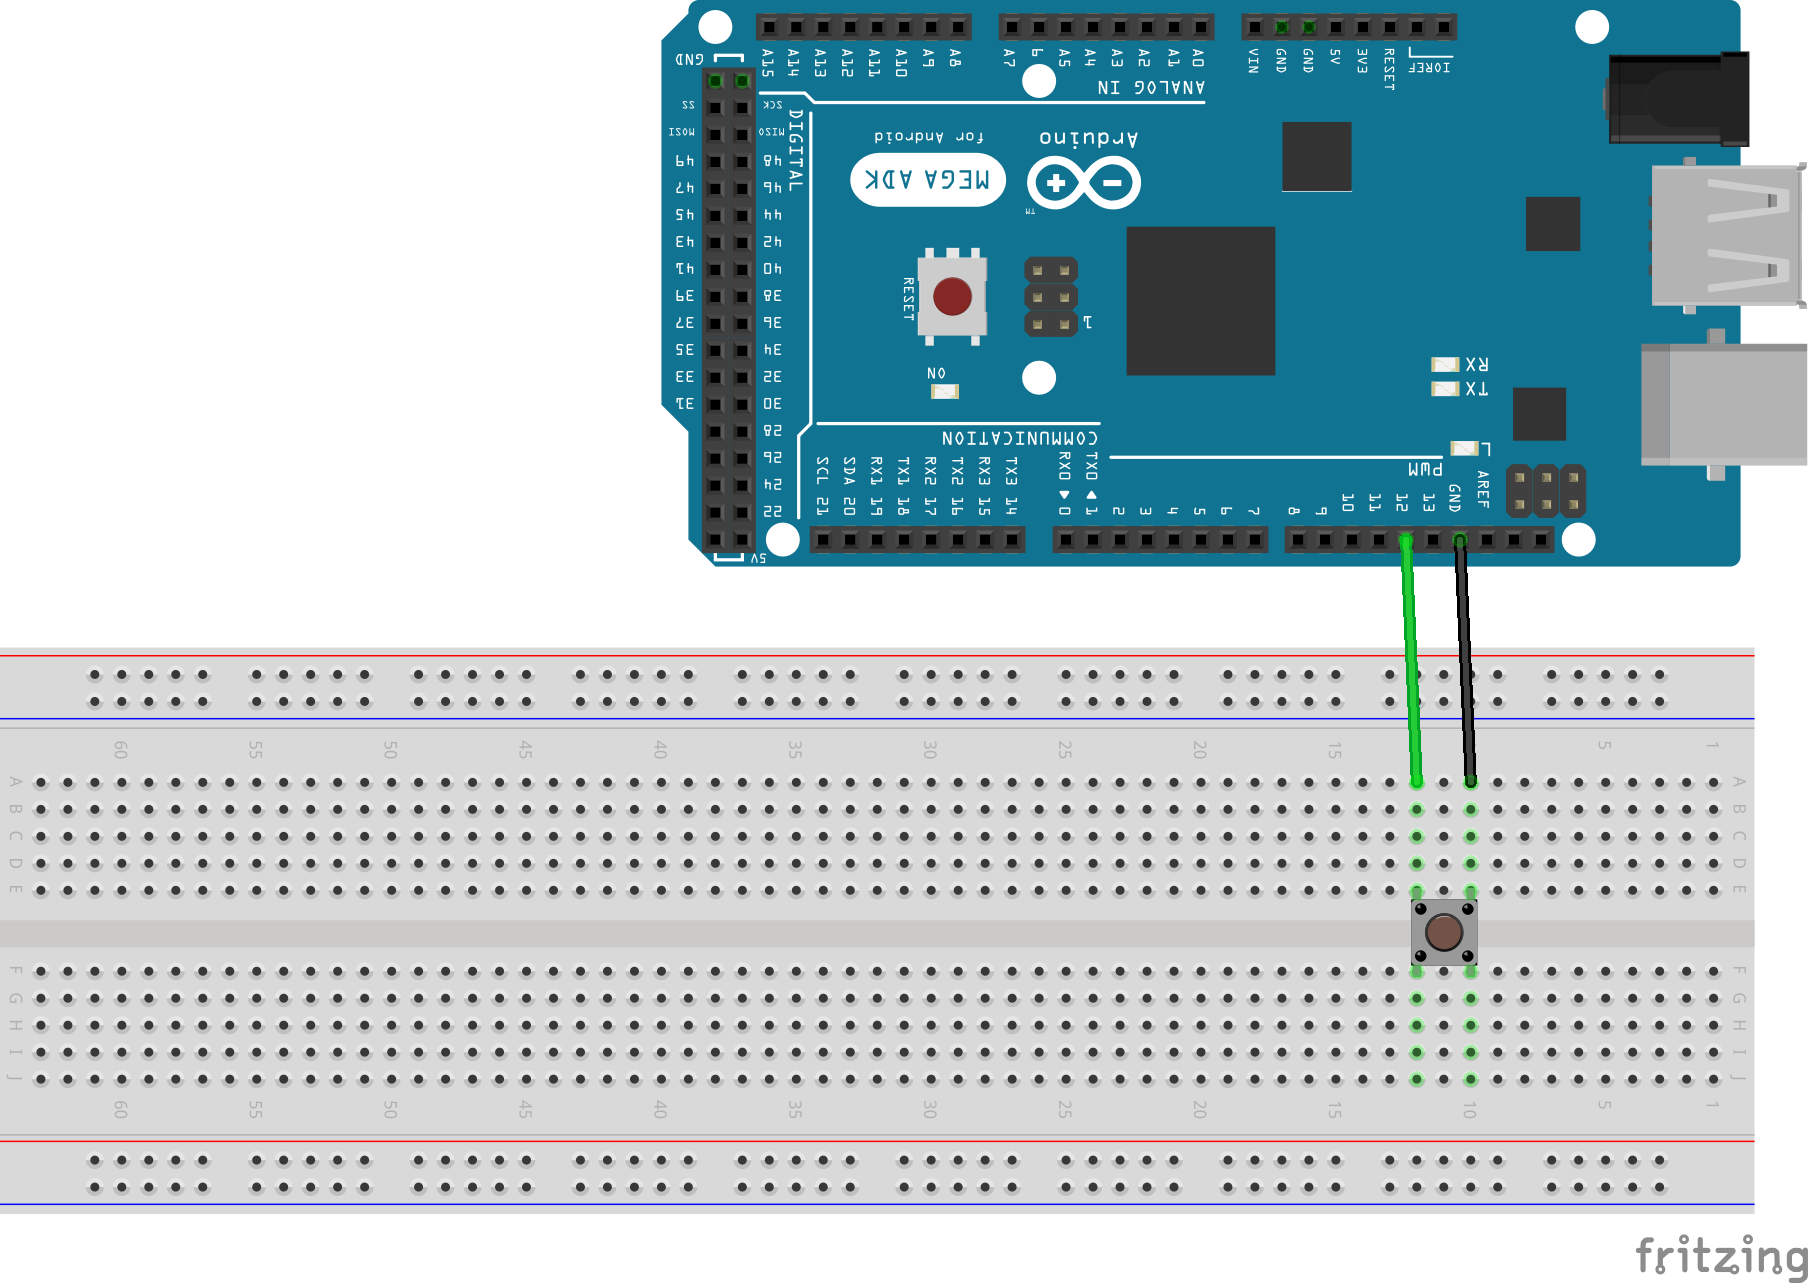 A15 A14 A13 A12 A11 A10 A9 A8 A7 6 A5 A4 A3 A2 A1 A0 VIN GND GND 5V 3V3 RESET IOREF
GND
ANALOG IN
SS SCK
MOSI MISO
DIGITAL
for Android
Arduino
49 48
MEGA ADK
47 46
TM
45 44
43 42
41 40
39 38
RESET
37 36
1
35 34
RX
33 32
ON
TX
31 30
28
COMMUNICATION
L
26
PWM
24
22
SCL 21
SDA 20
RX1 19
TX1 18
RX2 17
TX2 16
RX3 15
TX3 14
RX0 0
TX0 1
2 3 4 5 6 7 8 9 10 11 12 13 GND AREF
5V
60 55 50 45 40 35 30 25 20 15 5 1
A A
B B
C C
D D
E E
F F
G G
H H
I I
J J
60 55 50 45 40 35 30 25 20 15 10 5 1
fritzing